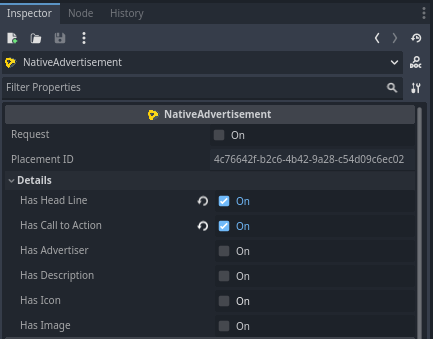 Inspector Node History
NativeAdvertisement
DOC
Filter Properties
NativeAdvertisement
Request On
Placement ID 4c76642f-b2c6-4b42-9a28-c54d09c6ec02
Details
Has Head Line On
Has Call to Action On
Has Advertiser On
Has Description On
Has Icon On
Has Image On